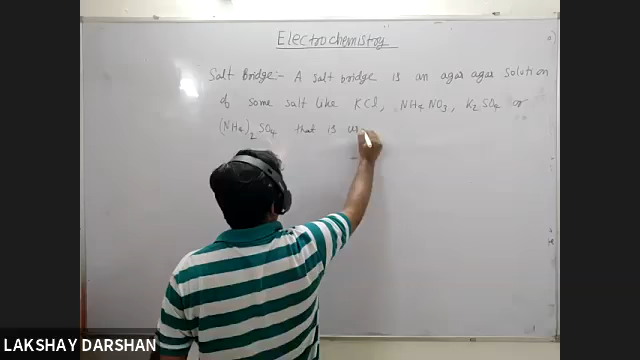 Electrochemistry
Salt Bridge:- A salt bridge is an agar agar solution
of some salt like KCl, NH4NO3, K2SO4 or
(NH4)2SO4 that is us
LAKSHAY DARSHAN